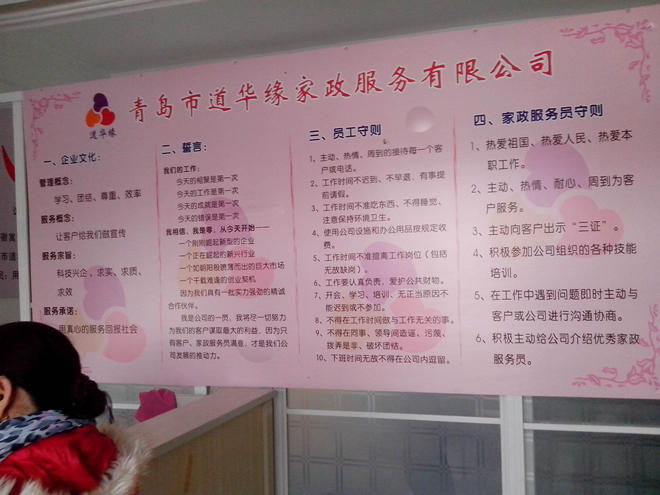 青岛市道华缘家政服务有限公司
道华缘
一、企业文化：
管理概念：
学习、团结、尊重、效率
服务概念：
让客户给我们做宣传
服务宗旨：
科技兴企、求实、求质、
求效
服务承诺：
用真心的服务回报社会
二、誓言：
我们的工作：
今天的相聚是第一次
今天的工作是第一次
今天的成就是第一次
今天的错误是第一次
我相信、我是零、从今天开始——
一个刚刚崛起新型的企业
一个正在崛起的新兴行业
一个如朝阳般喷薄而出的巨大市场
一个千载难逢的创业契机
因为我们具有一批实力强劲的精诚
合作伙伴。
我是公司的一员，我将尽一切努力
为我们的客户谋取最大的利益，因为只
有客户、家政服务员满意，才是我们公
司发展的推动力。
三、员工守则
1、主动、热情、周到的接待每一个客
户或电话。
2、工作时间不迟到、不早退，有事提
前请假。
3、工作时间不准吃东西、不得睡觉、
注意保持环境卫生。
4、使用公司设施和办公用品按规定收
费。
5、工作时间不准擅离工作岗位（包括
无故缺岗）。
6、工作要认真负责，爱护公共财物。
7、开会、学习、培训、无正当原因不
能迟到或不参加。
8、不得在工作时间做与工作无关的事。
9、不得在同事、领导间造谣、污蔑、
拨弄是非、破坏团结。
10、下班时间无故不得在公司内逗留。
四、家政服务员守则
1、热爱祖国、热爱人民、热爱本
职工作。
2、主动、热情、耐心、周到为客
户服务。
3、主动向客户出示“三证”。
4、积极参加公司组织的各种技能
培训。
5、在工作中遇到问题即时主动与
客户或公司进行沟通协商。
6、积极主动给公司介绍优秀家政
服务员。